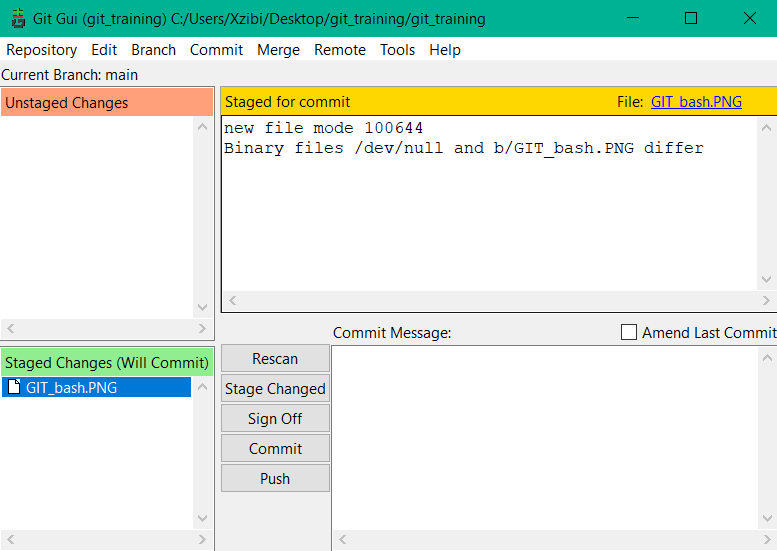 Git Gui (git_training) C:/Users/Xzibi/Desktop/git_training/git_training
Repository Edit Branch Commit Merge Remote Tools Help
Current Branch: main
Unstaged Changes
Staged for commit File: GIT_bash.PNG
new file mode 100644
Binary files /dev/null and b/GIT_bash.PNG differ
Staged Changes (Will Commit)
GIT_bash.PNG
Commit Message: Amend Last Commit
Rescan
Stage Changed
Sign Off
Commit
Push